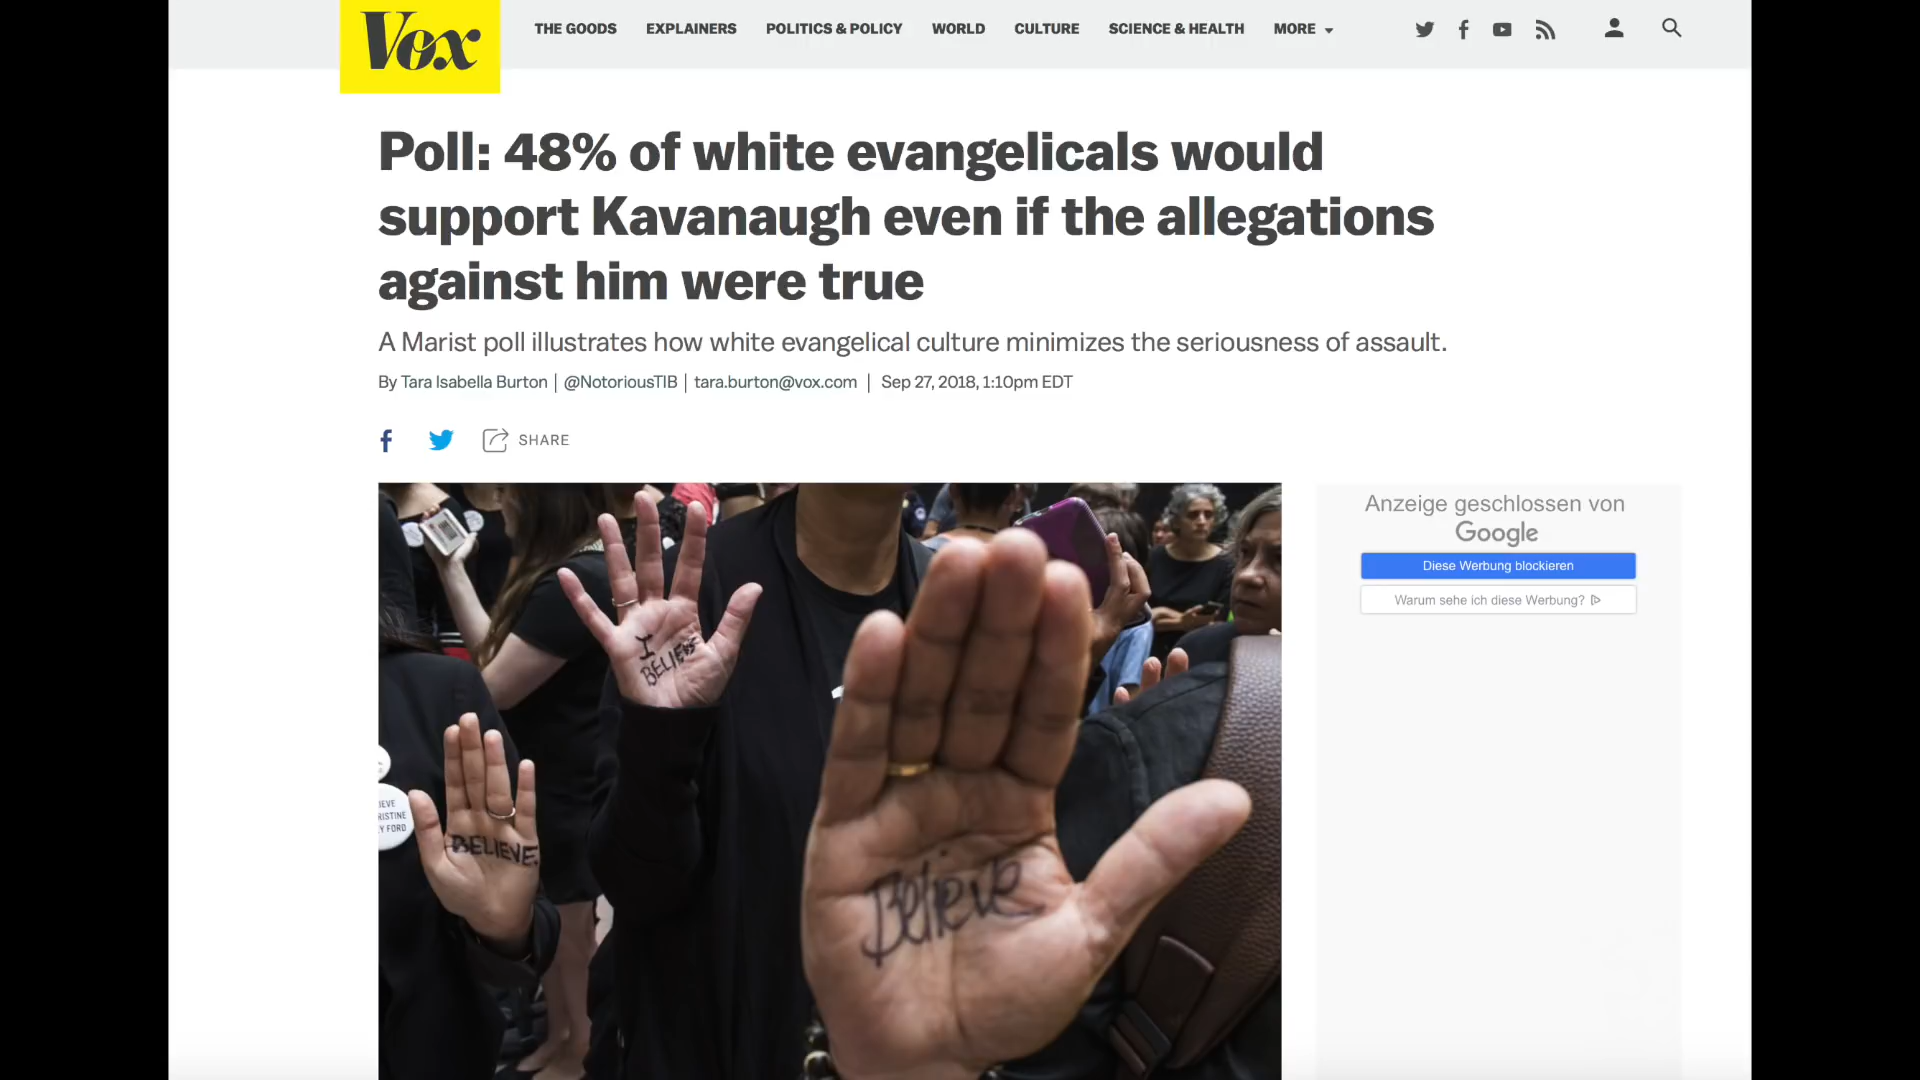 Vox
THE GOODS EXPLAINERS POLITICS & POLICY WORLD CULTURE SCIENCE & HEALTH MORE
Poll: 48% of white evangelicals would
support Kavanaugh even if the allegations
against him were true
A Marist poll illustrates how white evangelical culture minimizes the seriousness of assault.
By Tara Isabella Burton | @NotoriousTIB | tara.burton@vox.com | Sep 27, 2018, 1:10pm EDT
SHARE
Anzeige geschlossen von
Google
Diese Werbung blockieren
Warum sehe ich diese Werbung?
I
BELIEVE
IEVE
RISTINE
Y FORD
BELIEVE.
Believe